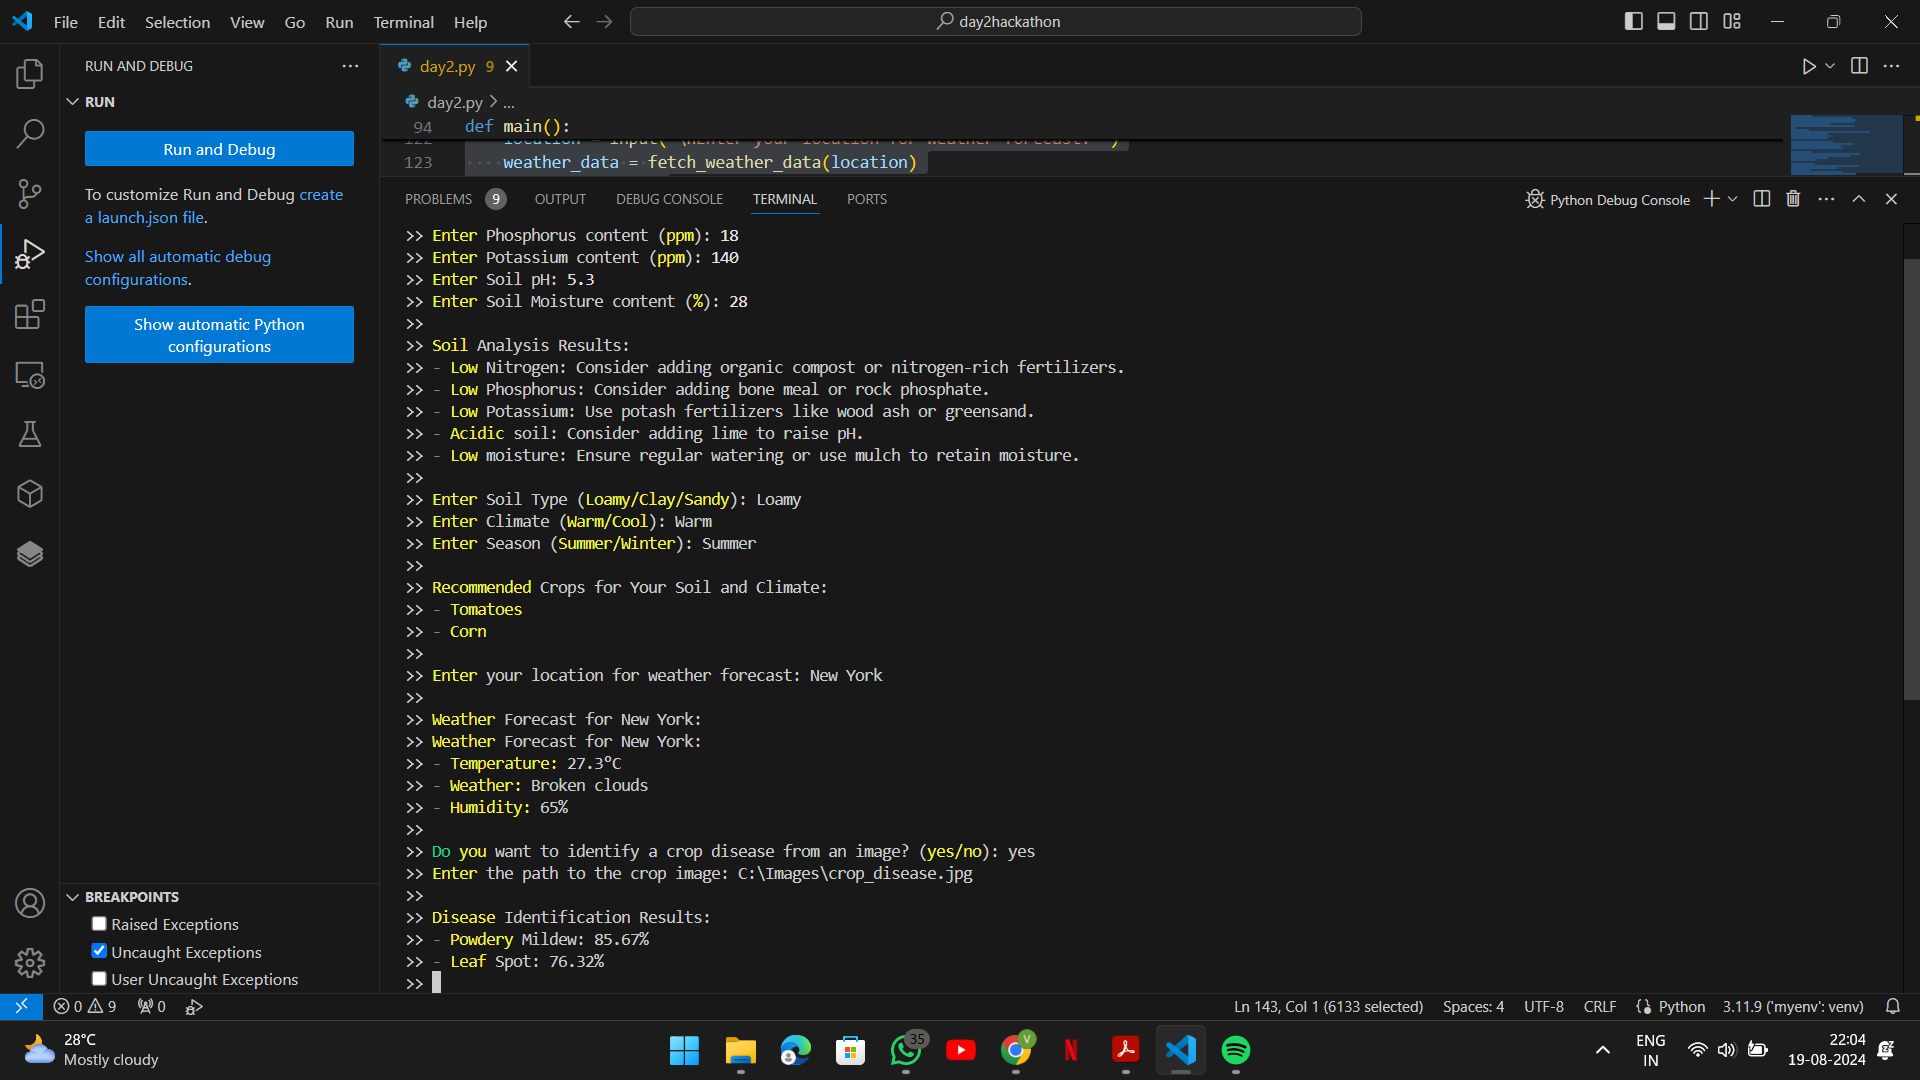 File Edit Selection View Go Run Terminal Help
day2hackathon
RUN AND DEBUG
RUN
Run and Debug
To customize Run and Debug create
a launch.json file.
Show all automatic debug
configurations.
Show automatic Python
configurations
BREAKPOINTS
Raised Exceptions
Uncaught Exceptions
User Uncaught Exceptions
day2.py 9
day2.py > ...
94 def main():
123 weather_data = fetch_weather_data(location)
PROBLEMS 9 OUTPUT DEBUG CONSOLE TERMINAL PORTS
Python Debug Console
>> Enter Phosphorus content (ppm): 18
>> Enter Potassium content (ppm): 140
>> Enter Soil pH: 5.3
>> Enter Soil Moisture content (%): 28
>>
>> Soil Analysis Results:
>> - Low Nitrogen: Consider adding organic compost or nitrogen-rich fertilizers.
>> - Low Phosphorus: Consider adding bone meal or rock phosphate.
>> - Low Potassium: Use potash fertilizers like wood ash or greensand.
>> - Acidic soil: Consider adding lime to raise pH.
>> - Low moisture: Ensure regular watering or use mulch to retain moisture.
>>
>> Enter Soil Type (Loamy/Clay/Sandy): Loamy
>> Enter Climate (Warm/Cool): Warm
>> Enter Season (Summer/Winter): Summer
>>
>> Recommended Crops for Your Soil and Climate:
>> - Tomatoes
>> - Corn
>>
>> Enter your location for weather forecast: New York
>>
>> Weather Forecast for New York:
>> Weather Forecast for New York:
>> - Temperature: 27.3°C
>> - Weather: Broken clouds
>> - Humidity: 65%
>>
>> Do you want to identify a crop disease from an image? (yes/no): yes
>> Enter the path to the crop image: C:\Images\crop_disease.jpg
>>
>> Disease Identification Results:
>> - Powdery Mildew: 85.67%
>> - Leaf Spot: 76.32%
>>
0 9 0
Ln 143, Col 1 (6133 selected) Spaces: 4 UTF-8 CRLF Python 3.11.9 ('myenv': venv)
28°C
Mostly cloudy
35
V
ENG
IN
22:04
19-08-2024